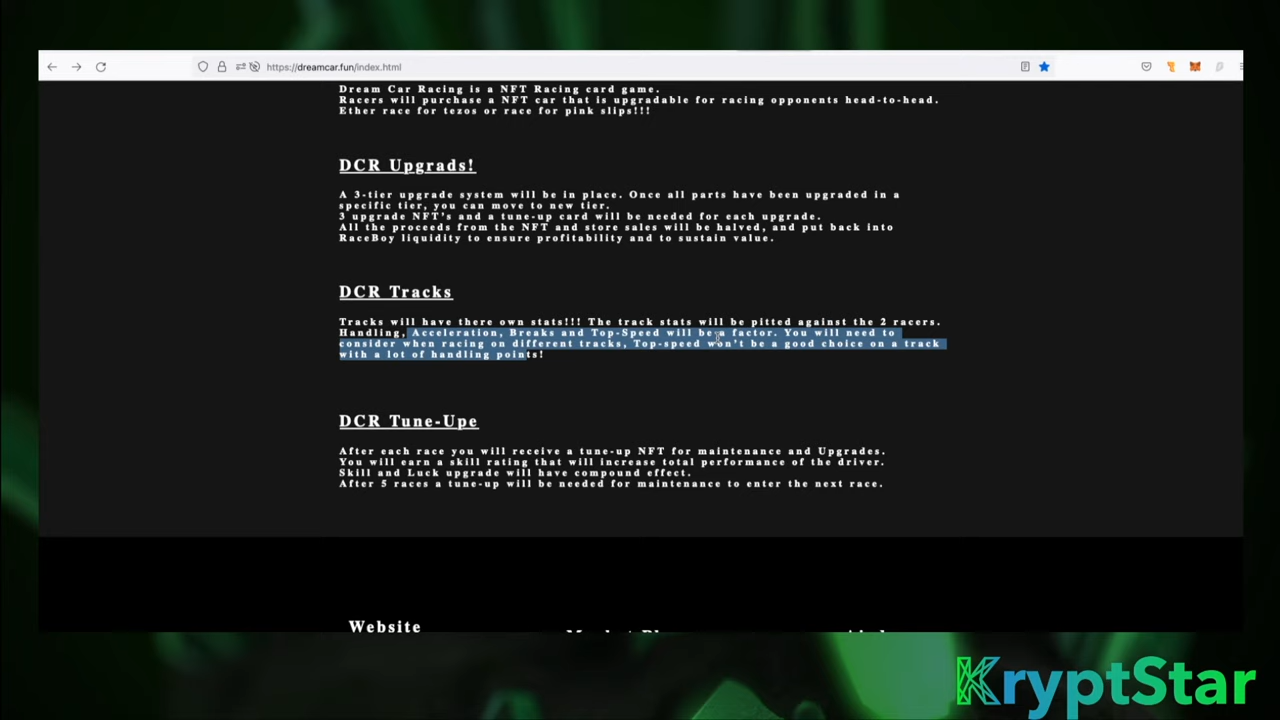 https://dreamcar.fun/index.html
Dream Car Racing is a NFT Racing card game.
Racers will purchase a NFT car that is upgradable for racing opponents head-to-head.
Ether race for tezos or race for pink slips!!!
DCR Upgrads!
A 3-tier upgrade system will be in place. Once all parts have been upgraded in a
specific tier, you can move to new tier.
3 upgrade NFT's and a tune-up card will be needed for each upgrade.
All the proceeds from the NFT and store sales will be halved, and put back into
RaceBoy liquidity to ensure profitability and to sustain value.
DCR Tracks
Tracks will have there own stats!!! The track stats will be pitted against the 2 racers.
Handling, Acceleration, Breaks and Top-Speed will be a factor. You will need to
consider when racing on different tracks, Top-speed won't be a good choice on a track
with a lot of handling points!
DCR Tune-Upe
After each race you will receive a tune-up NFT for maintenance and Upgrades.
You will earn a skill rating that will increase total performance of the driver.
Skill and Luck upgrade will have compound effect.
After 5 races a tune-up will be needed for maintenance to enter the next race.
Website
KryptStar